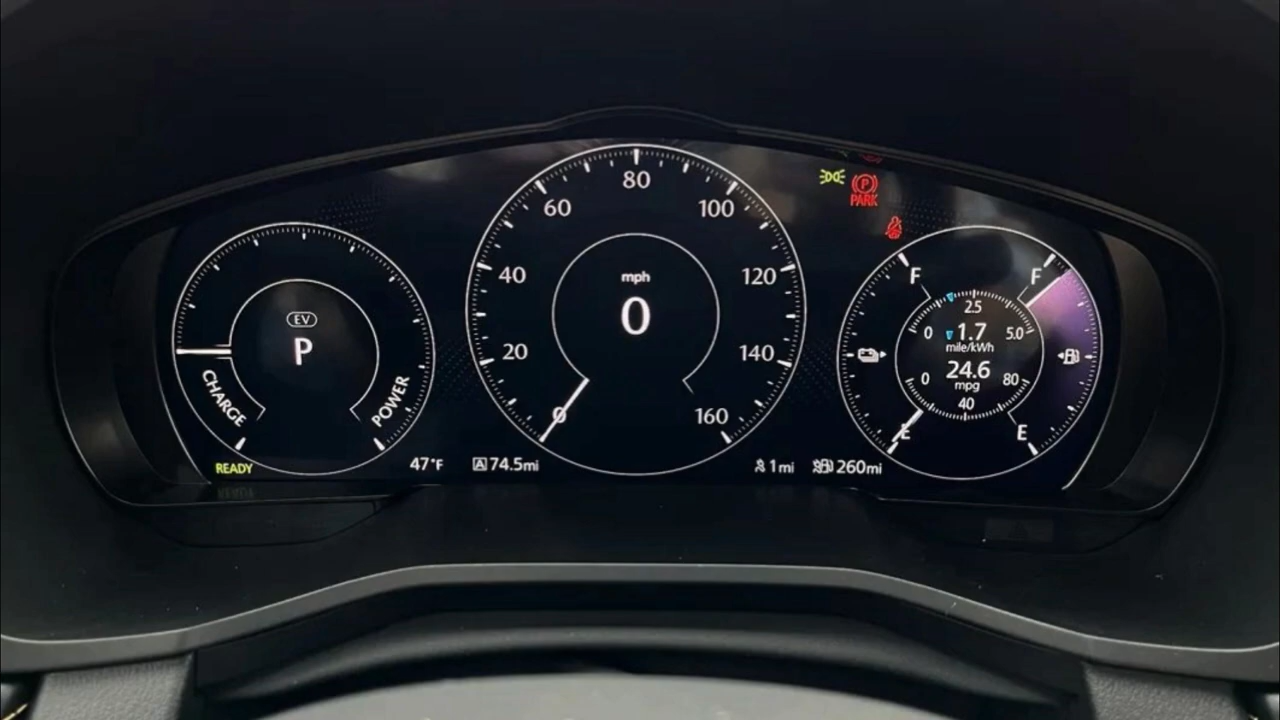 80
60
100
40
120
20
140
0
160
mph
0
EV
P
CHARGE
POWER
READY
47°F
A 74.5mi
1mi
260mi
P
PARK
F
F
2.5
0
1.7
5.0
mile/kWh
24.6
mpg
0
80
40
E
E